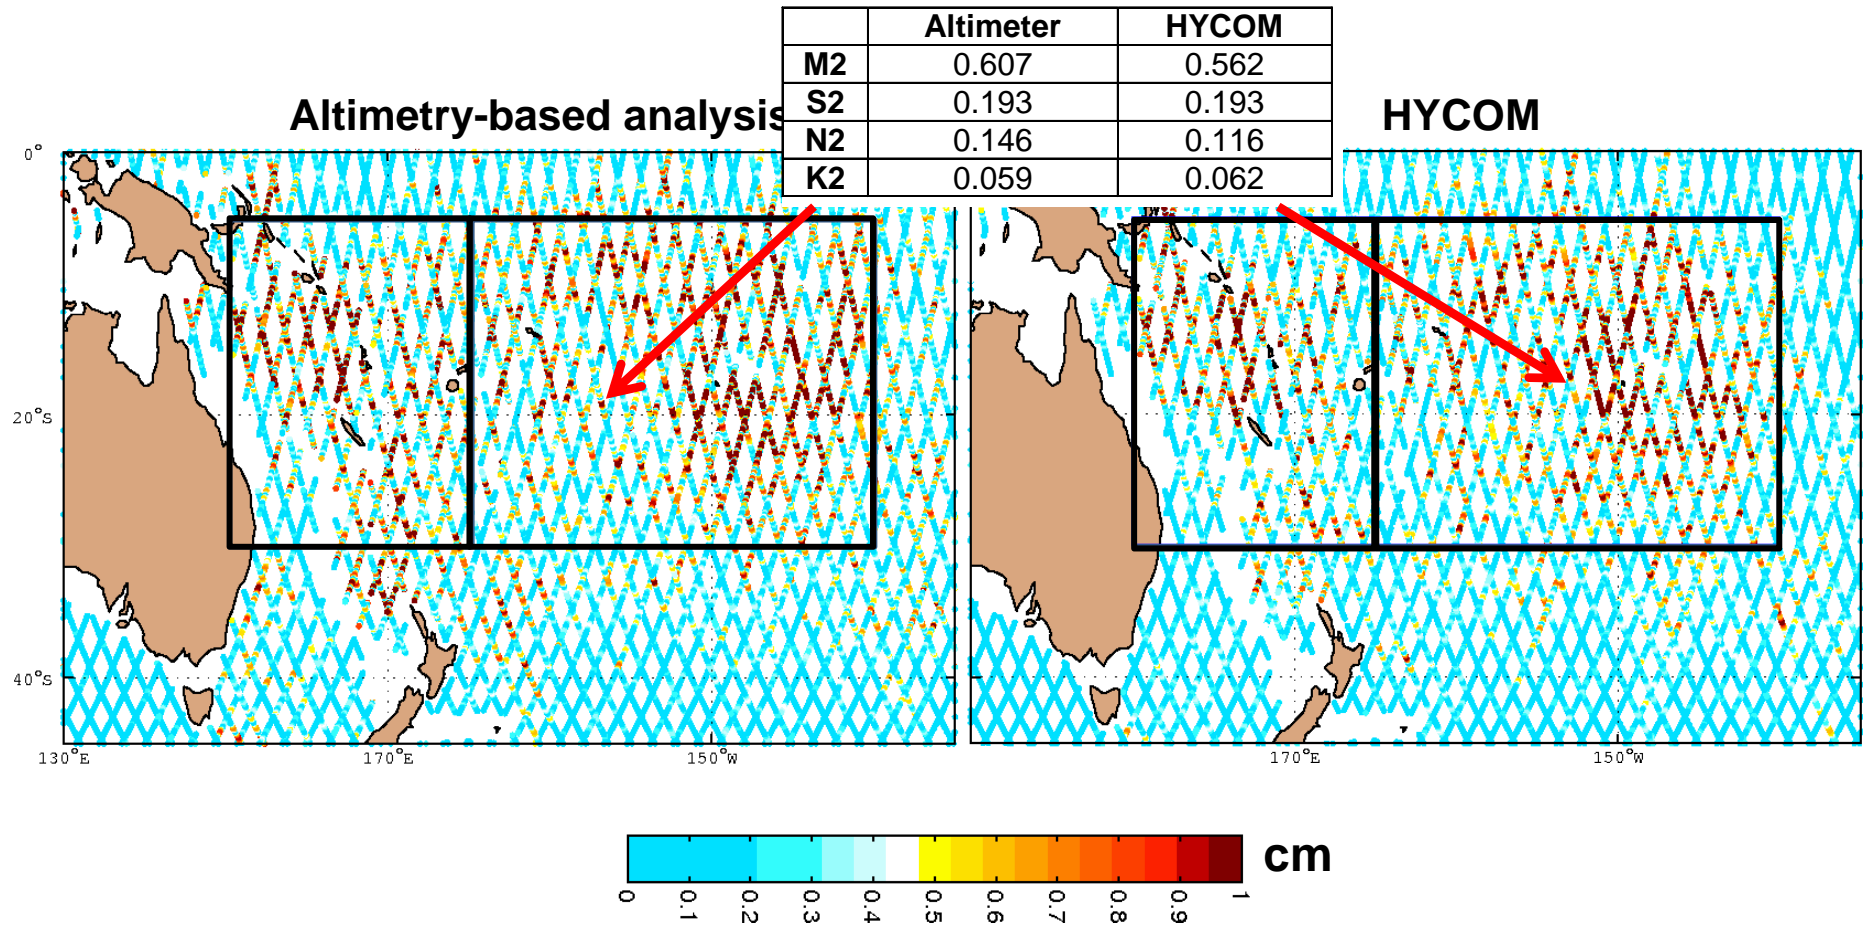 Altimeter HYCOM
M2 0.607 0.562
S2 0.193 0.193
N2 0.146 0.116
K2 0.059 0.062
Altimetry-based analysis
HYCOM
0°
20°S
40°S
130°E 170°E 150°W
170°E 150°W
cm
0 0.1 0.2 0.3 0.4 0.5 0.6 0.7 0.8 0.9 1